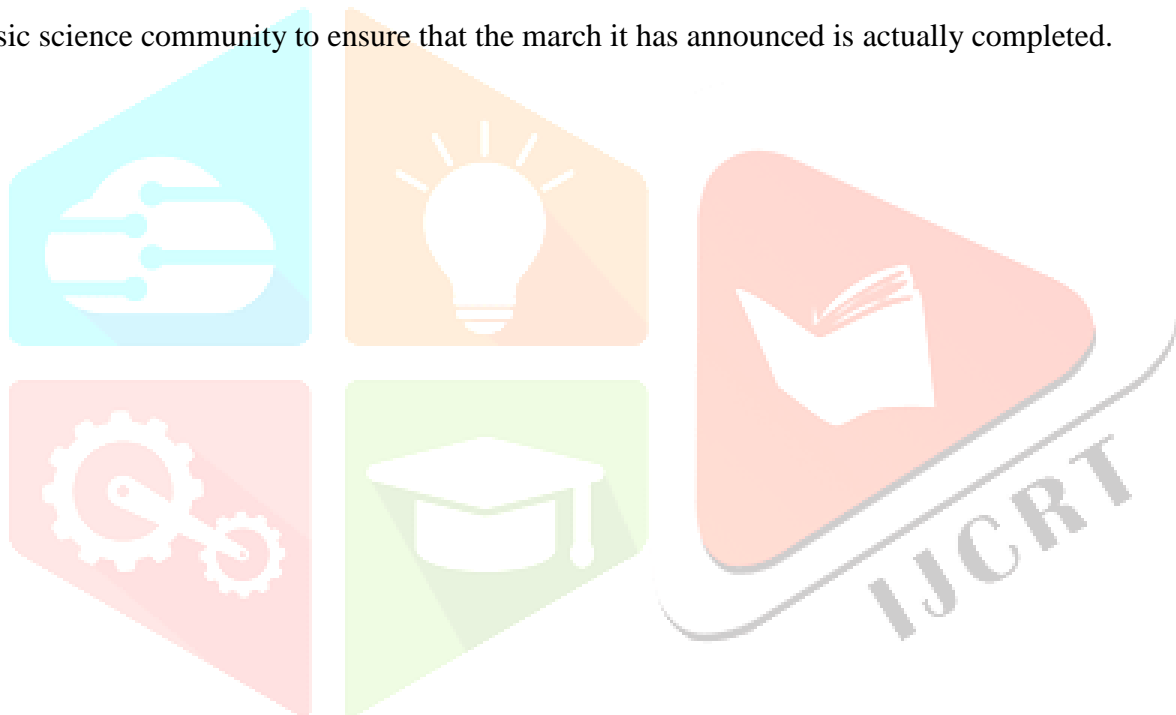 sic science community to ensure that the march it has announced is actually completed.
IJCRT